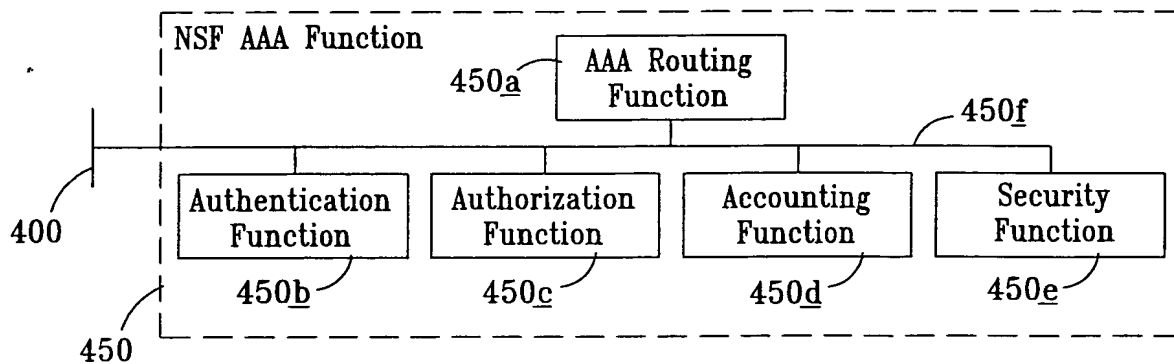 NSF AAA Function
AAA Routing
Function
450a
450f
Authentication
Function
Authorization
Function
Accounting
Function
Security
Function
400
450b
450c
450d
450e
450